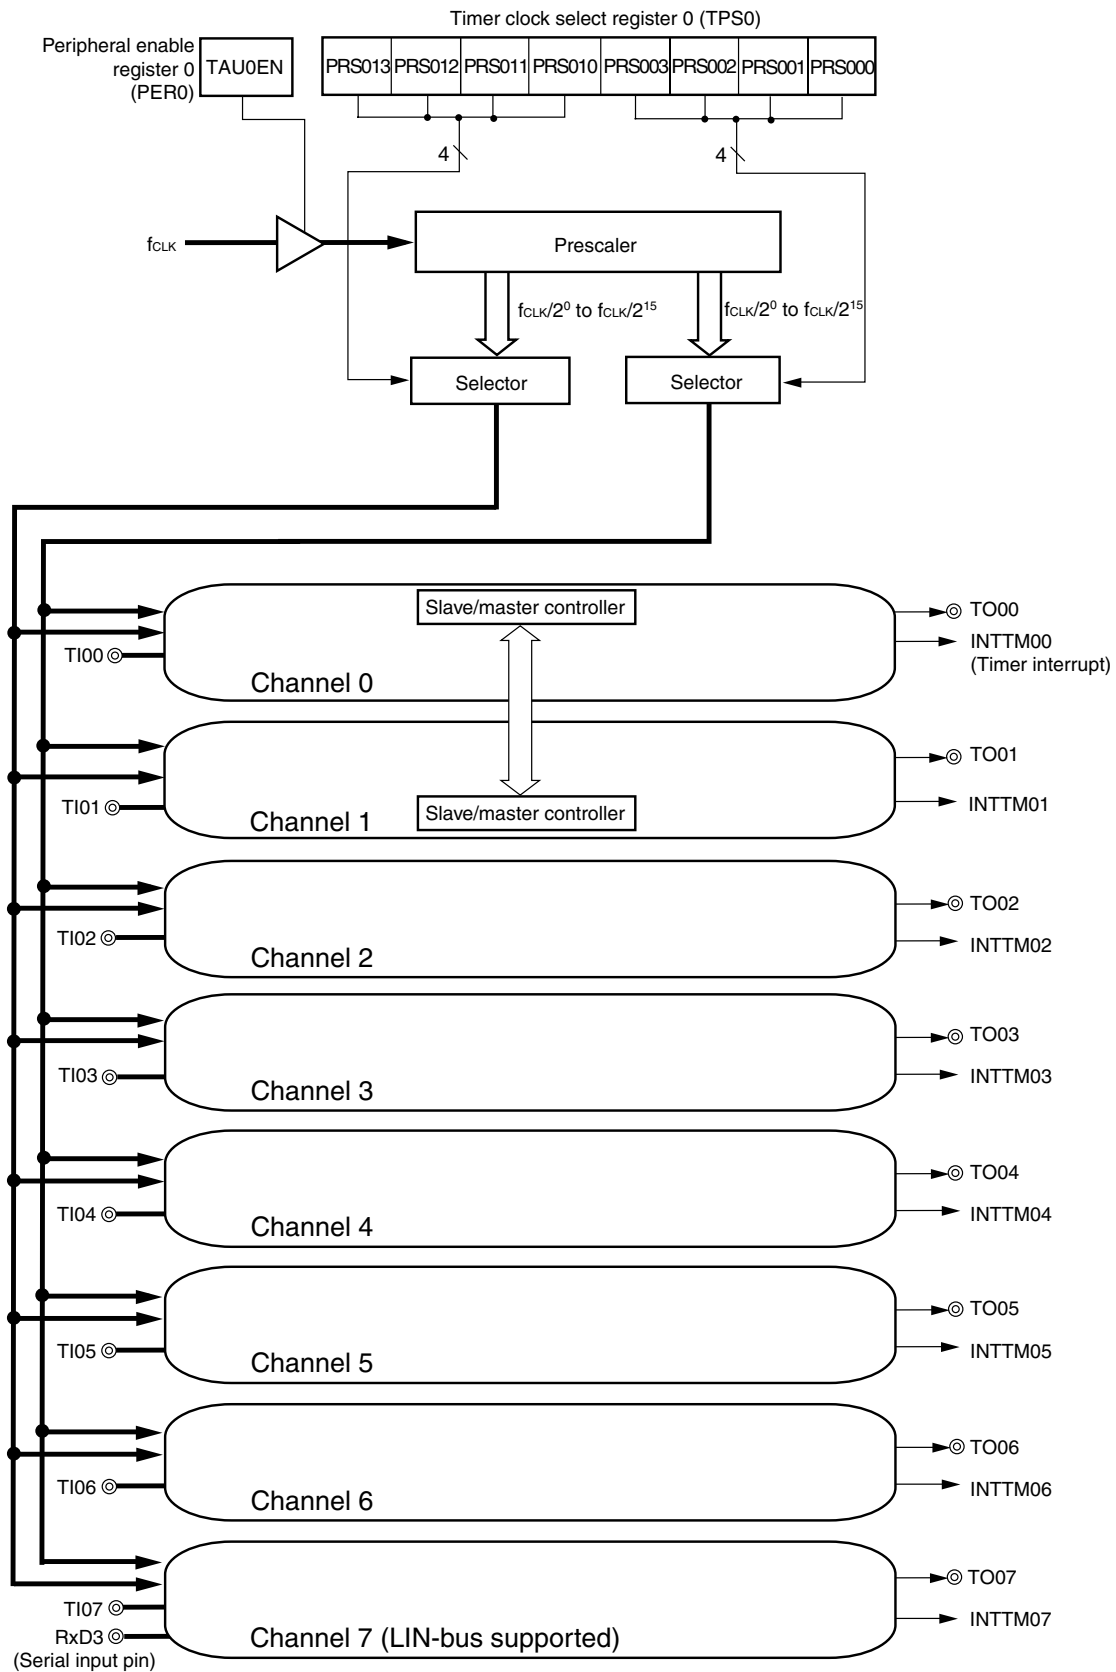 Timer clock select register 0 (TPS0)
Peripheral enable
register 0
(PER0)
TAU0EN
PRS013 PRS012 PRS011 PRS010 PRS003 PRS002 PRS001 PRS000
4
4
fCLK
Prescaler
fCLK/2⁰ to fCLK/2¹⁵
fCLK/2⁰ to fCLK/2¹⁵
Selector
Selector
Slave/master controller
TO00
INTTM00
(Timer interrupt)
TI00
Channel 0
TO01
TI01
INTTM01
Slave/master controller
Channel 1
TO02
TI02
INTTM02
Channel 2
TO03
TI03
INTTM03
Channel 3
TO04
TI04
INTTM04
Channel 4
TO05
TI05
INTTM05
Channel 5
TO06
TI06
INTTM06
Channel 6
TO07
TI07
INTTM07
RxD3
(Serial input pin)
Channel 7 (LIN-bus supported)